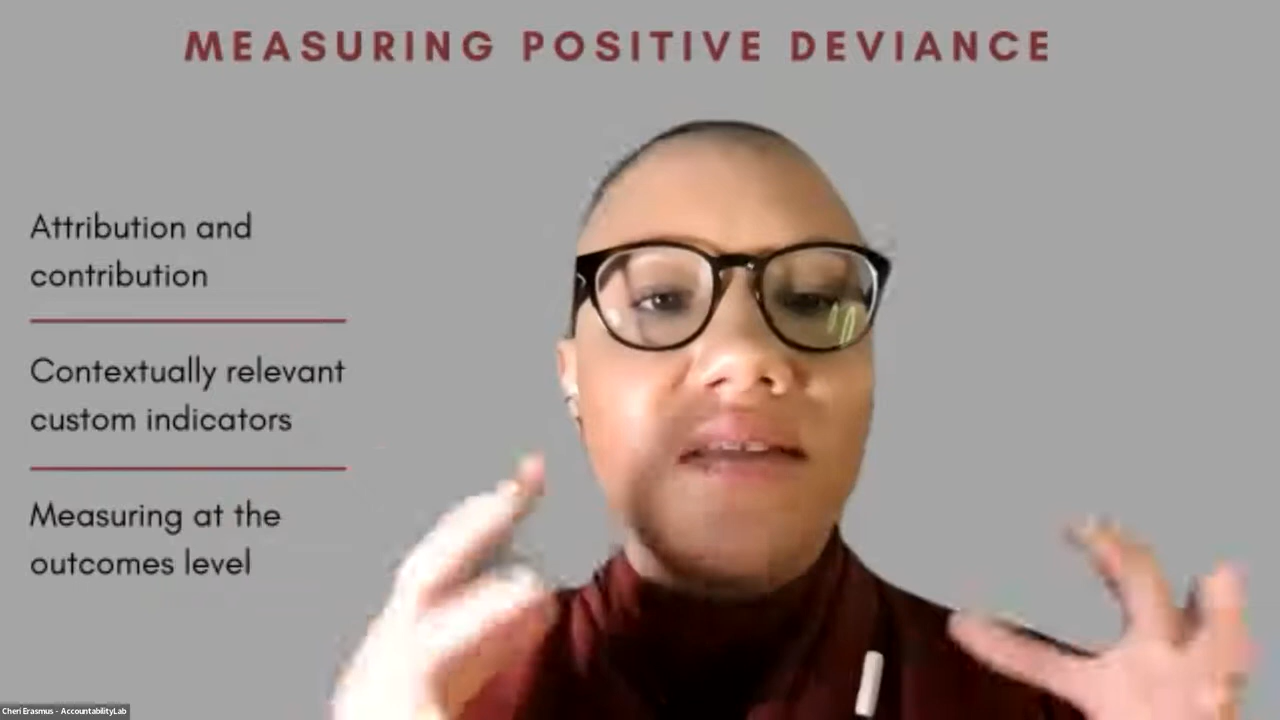 MEASURING POSITIVE DEVIANCE
Attribution and
contribution
Contextually relevant
custom indicators
Measuring at the
outcomes level
Cheri Erasmus - AccountabilityLab